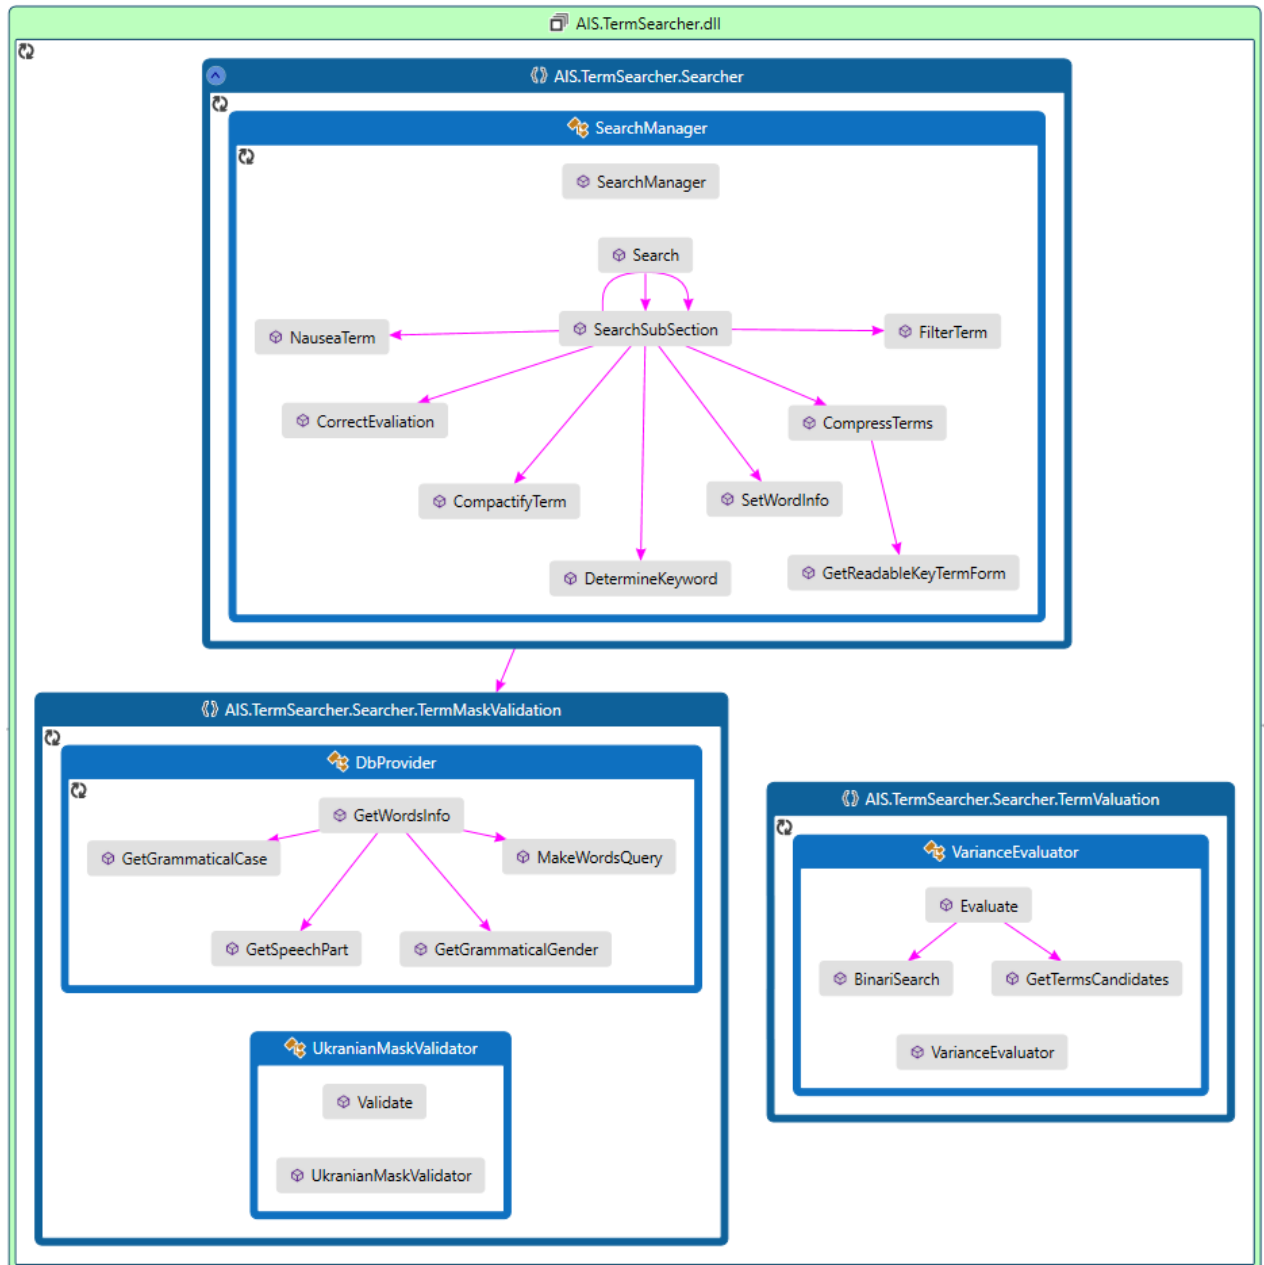 AIS.TermSearcher.dll
AIS.TermSearcher.Searcher
SearchManager
SearchManager
Search
SearchSubSection
NauseaTerm
FilterTerm
CorrectEvaliation
CompressTerms
CompactifyTerm
SetWordInfo
DetermineKeyword
GetReadableKeyTermForm
AIS.TermSearcher.Searcher.TermMaskValidation
DbProvider
GetWordsInfo
GetGrammaticalCase
MakeWordsQuery
GetSpeechPart
GetGrammaticalGender
UkranianMaskValidator
Validate
UkranianMaskValidator
AIS.TermSearcher.Searcher.TermValuation
VarianceEvaluator
Evaluate
BinariSearch
GetTermsCandidates
VarianceEvaluator